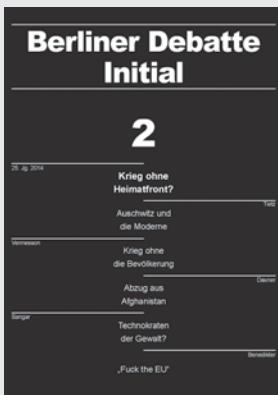 Berliner Debatte
Initial
2
25. Jg. 2014
Krieg ohne
Heimatfront?
Tietz
Auschwitz und
die Moderne
Vennesson
Krieg ohne
die Bevölkerung
Daxner
Abzug aus
Afghanistan
Sangar
Technokraten
der Gewalt?
Benedikter
„Fuck the EU“